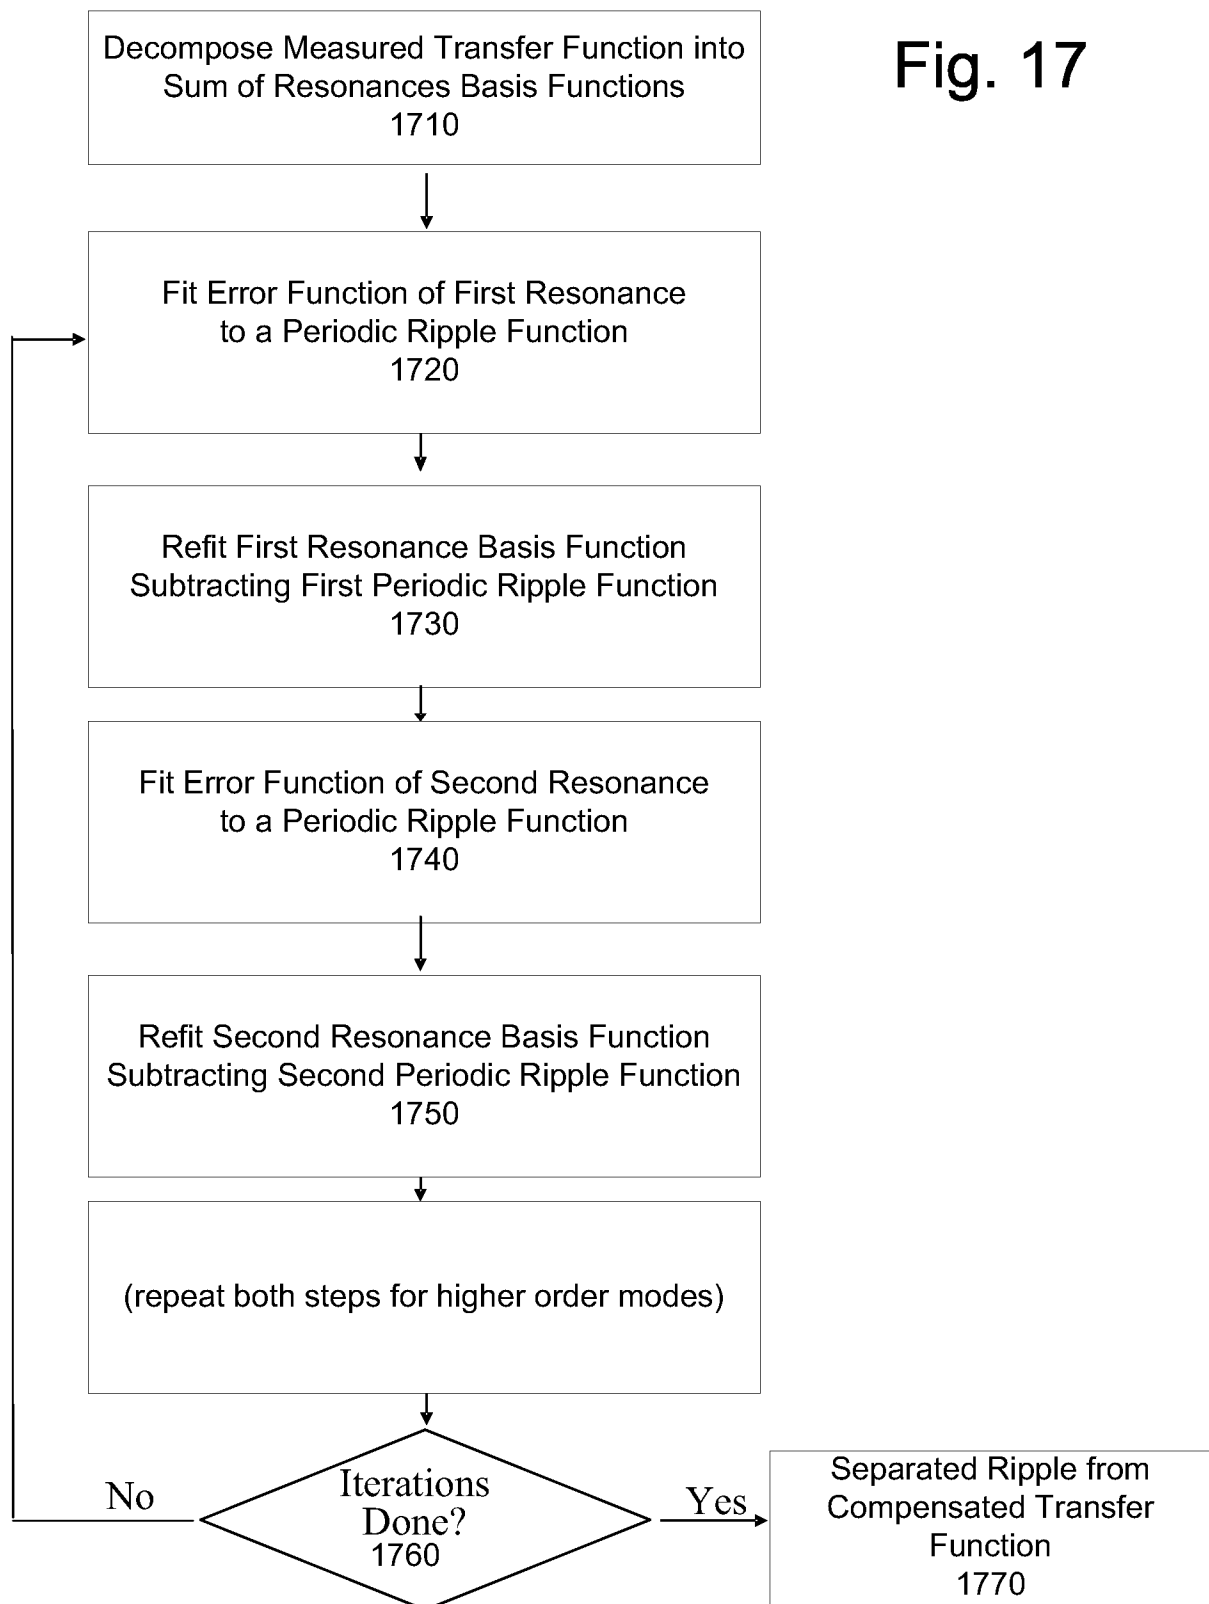 Fig. 17
Decompose Measured Transfer Function into
Sum of Resonances Basis Functions
1710
Fit Error Function of First Resonance
to a Periodic Ripple Function
1720
Refit First Resonance Basis Function
Subtracting First Periodic Ripple Function
1730
Fit Error Function of Second Resonance
to a Periodic Ripple Function
1740
Refit Second Resonance Basis Function
Subtracting Second Periodic Ripple Function
1750
(repeat both steps for higher order modes)
Iterations
Done?
1760
No
Yes
Separated Ripple from
Compensated Transfer
Function
1770